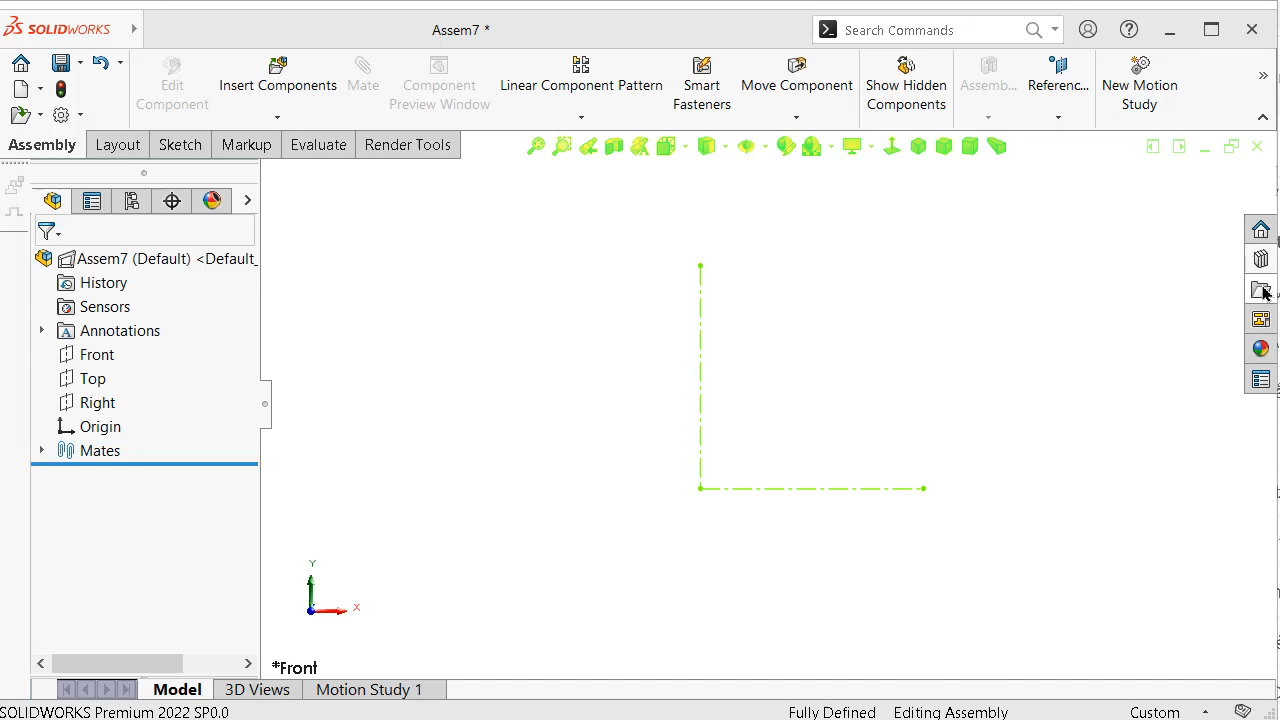 SOLIDWORKS
Assem7 *
Search Commands
Edit Component
Insert Components
Mate
Component Preview Window
Linear Component Pattern
Smart Fasteners
Move Component
Show Hidden Components
Assemb...
Referenc...
New Motion Study
Assembly
Layout
Sketch
Markup
Evaluate
Render Tools
Assem7 (Default) <Default_
History
Sensors
Annotations
Front
Top
Right
Origin
Mates
Y
X
*Front
Model
3D Views
Motion Study 1
SOLIDWORKS Premium 2022 SP0.0
Fully Defined
Editing Assembly
Custom